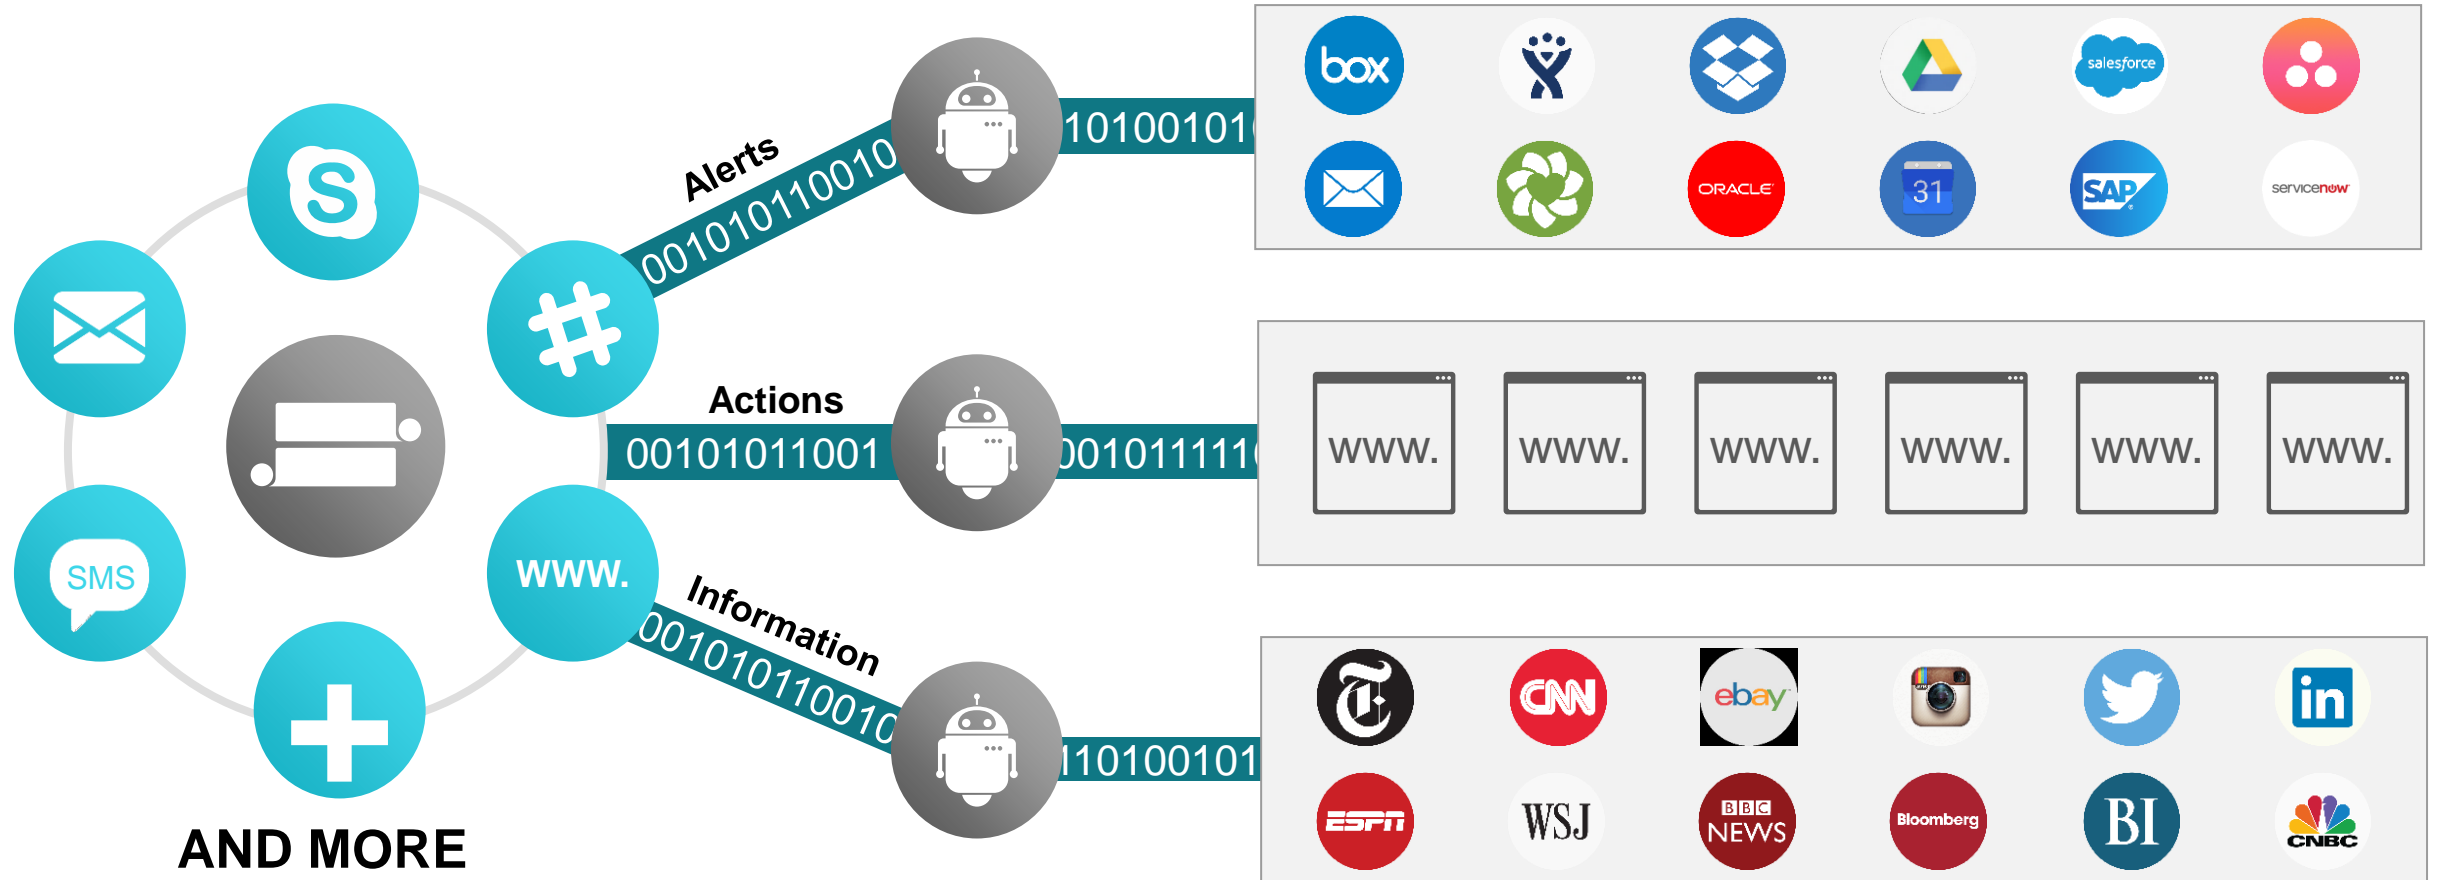 box
salesforce
Alerts
001010110010
101001010
ORACLE
31
SAP
servicenow
S
Actions
00101011001
0010111110
www.
www.
www.
www.
www.
www.
SMS
www.
Information
001010110010
110100101
T
CNN
ebay
in
ESPN
WSJ
BBC
NEWS
Bloomberg
BI
CNBC
AND MORE